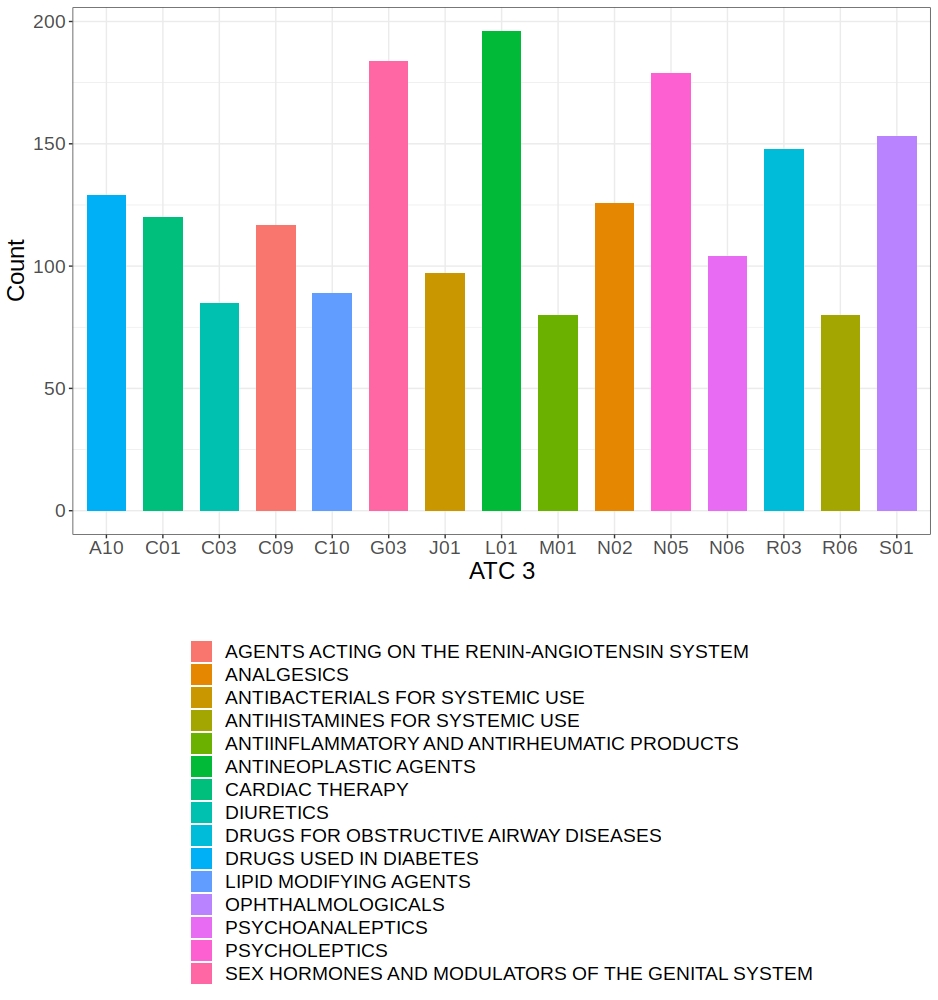 200
150
100
50
0
Count
A10 C01 C03 C09 C10 G03 J01 L01 M01 N02 N05 N06 R03 R06 S01
ATC 3
AGENTS ACTING ON THE RENIN-ANGIOTENSIN SYSTEM
ANALGESICS
ANTIBACTERIALS FOR SYSTEMIC USE
ANTIHISTAMINES FOR SYSTEMIC USE
ANTIINFLAMMATORY AND ANTIRHEUMATIC PRODUCTS
ANTINEOPLASTIC AGENTS
CARDIAC THERAPY
DIURETICS
DRUGS FOR OBSTRUCTIVE AIRWAY DISEASES
DRUGS USED IN DIABETES
LIPID MODIFYING AGENTS
OPHTHALMOLOGICALS
PSYCHOANALEPTICS
PSYCHOLEPTICS
SEX HORMONES AND MODULATORS OF THE GENITAL SYSTEM